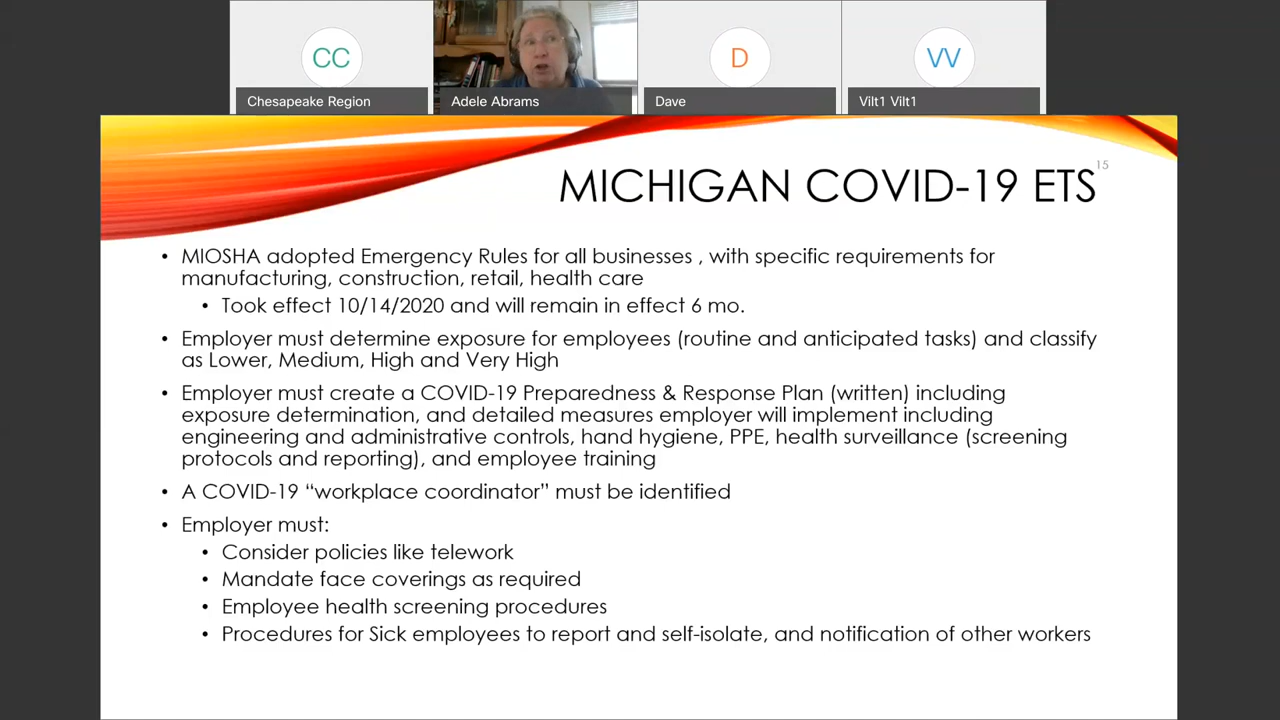 CC
Chesapeake Region
Adele Abrams
D
Dave
VV
Vilt1 Vilt1
15
MICHIGAN COVID-19 ETS
• MIOSHA adopted Emergency Rules for all businesses , with specific requirements for
manufacturing, construction, retail, health care
• Took effect 10/14/2020 and will remain in effect 6 mo.
• Employer must determine exposure for employees (routine and anticipated tasks) and classify
as Lower, Medium, High and Very High
• Employer must create a COVID-19 Preparedness & Response Plan (written) including
exposure determination, and detailed measures employer will implement including
engineering and administrative controls, hand hygiene, PPE, health surveillance (screening
protocols and reporting), and employee training
• A COVID-19 “workplace coordinator” must be identified
• Employer must:
• Consider policies like telework
• Mandate face coverings as required
• Employee health screening procedures
• Procedures for Sick employees to report and self-isolate, and notification of other workers